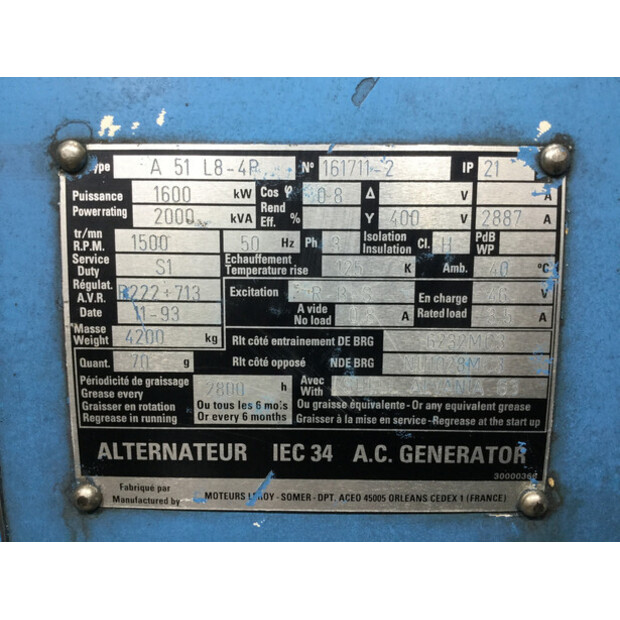 ype A 51 L8-4P N° 161711-2 IP 21
Puissance 1600 kW Cos φ 0.8 Δ V A
Powerrating 2000 kVA Rend Eff. % Y 400 V 2887 A
tr/mn R.P.M. 1500 50 Hz Ph 3 Isolation Insulation Cl. H PdB WP
Service Duty S1 Echauffement Temperature rise 125 K Amb. 40 °C
Régulat. A.V.R. R222+713 Excitation En charge 46 V
Date 11-93 A vide No load A Rated load A
Masse Weight 4200 kg Rlt côté entrainement DE BRG
Quant. 70 g Rlt côté opposé NDE BRG
Périodicité de graissage
Grease every 2800 h Avec With
Graisser en rotation Ou tous les 6 mois Ou graisse équivalente - Or any equivalent grease
Regrease in running Or every 6 months Graisser à la mise en service - Regrease at the start up
ALTERNATEUR IEC 34 A.C. GENERATOR
Fabriqué par
Manufactured by MOTEURS LEROY - SOMER - DPT. ACEO 45005 ORLEANS CEDEX 1 (FRANCE)